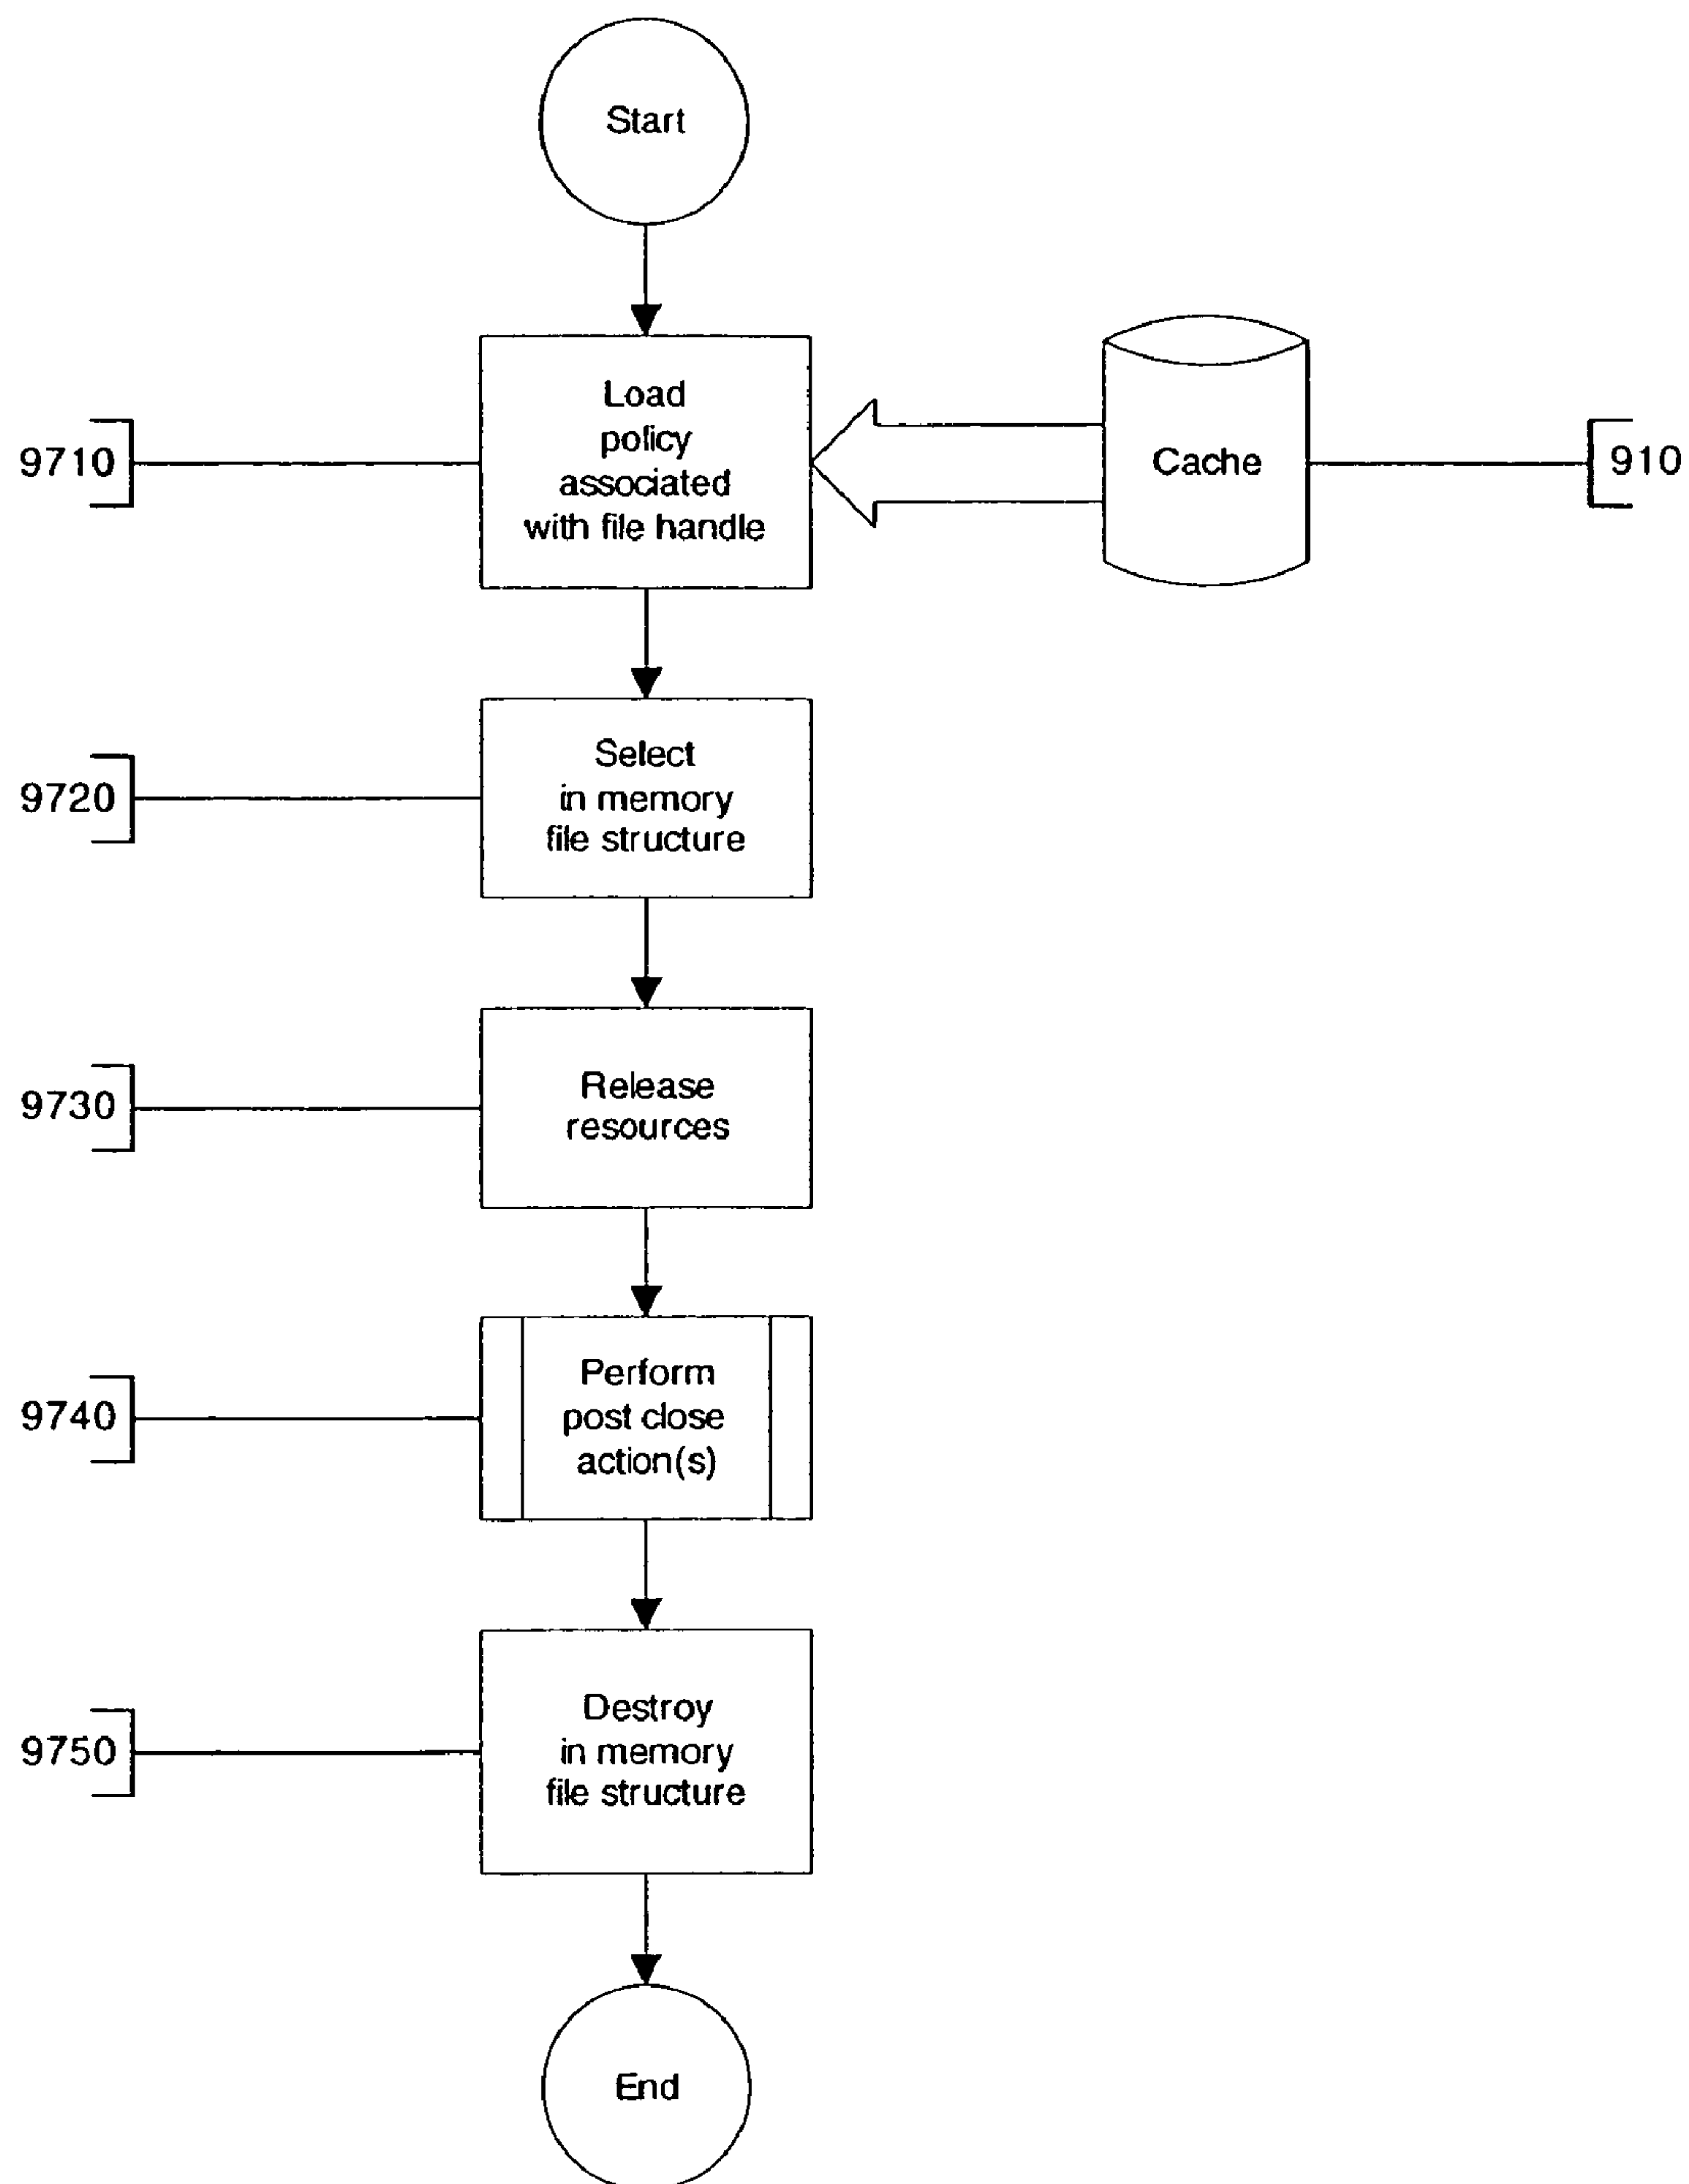 Start
Load
policy
associated
with file handle
9710
Cache
910
Select
in memory
file structure
9720
Release
resources
9730
Perform
post close
action(s)
9740
Destroy
in memory
file structure
9750
End